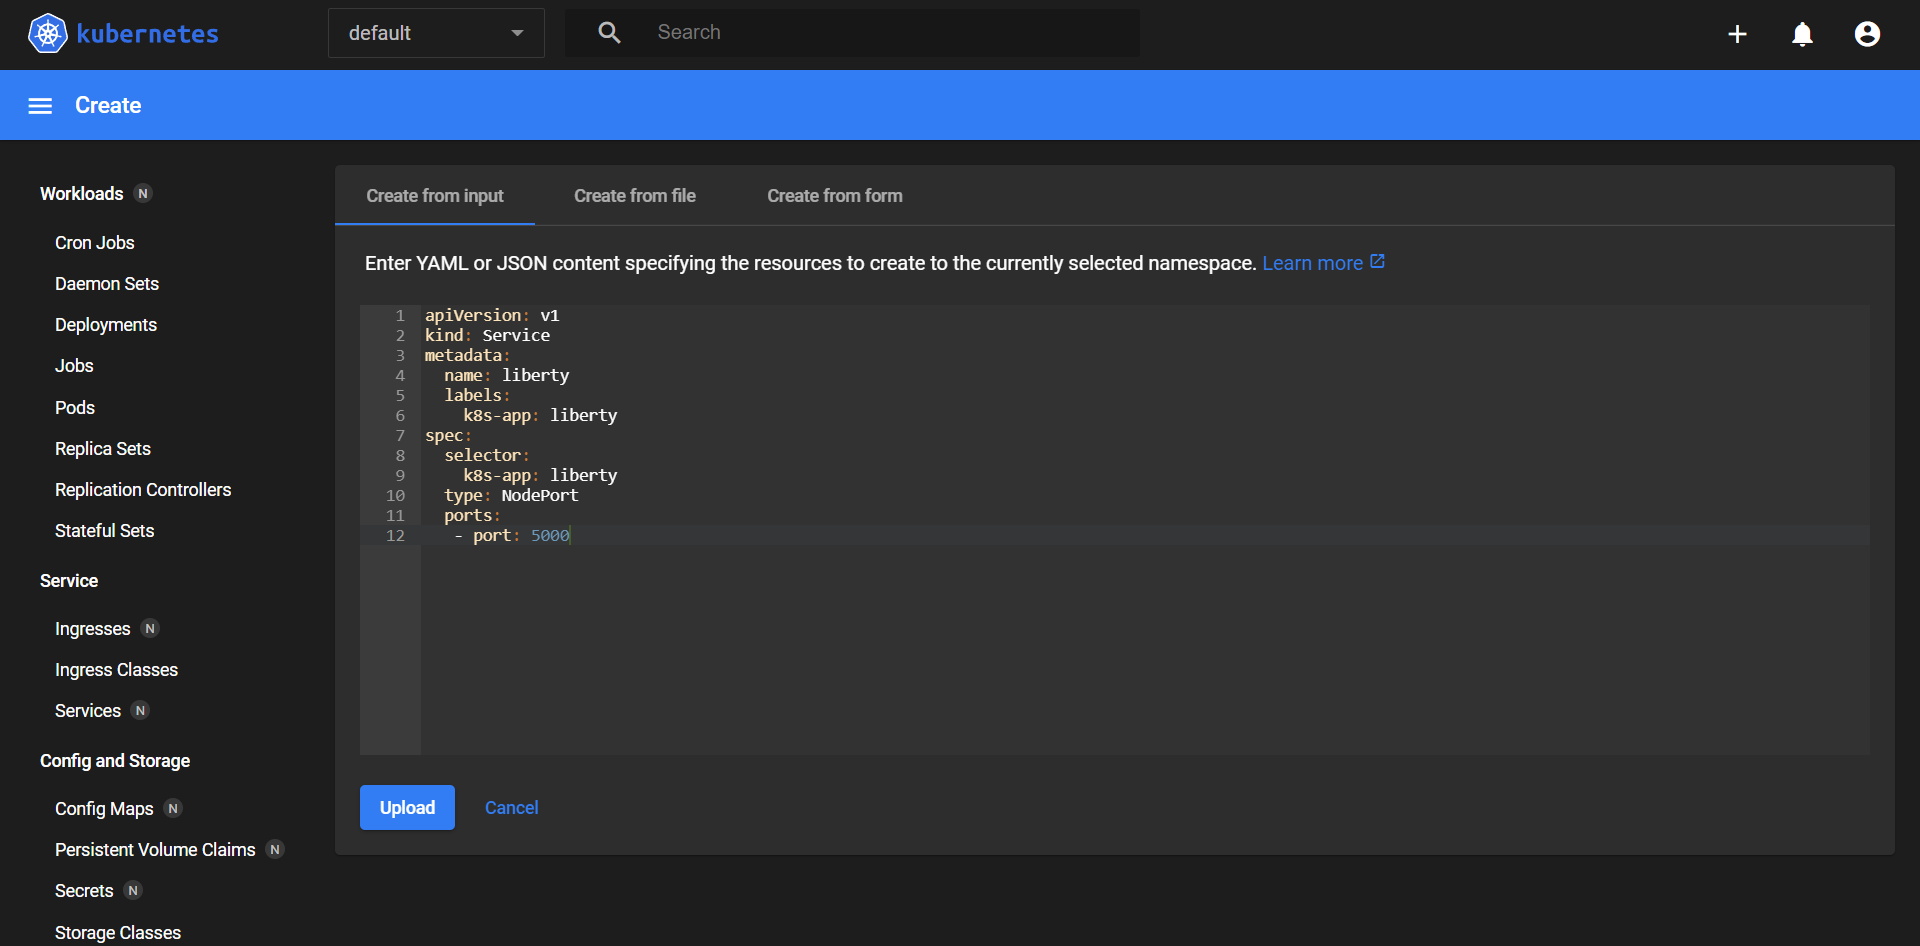 kubernetes
default
Search
Create
Workloads N
Cron Jobs
Daemon Sets
Deployments
Jobs
Pods
Replica Sets
Replication Controllers
Stateful Sets
Service
Ingresses N
Ingress Classes
Services N
Config and Storage
Config Maps N
Persistent Volume Claims N
Secrets N
Storage Classes
Create from input
Create from file
Create from form
Enter YAML or JSON content specifying the resources to create to the currently selected namespace. Learn more
1 apiVersion: v1
2 kind: Service
3 metadata:
4   name: liberty
5   labels:
6     k8s-app: liberty
7 spec:
8   selector:
9     k8s-app: liberty
10   type: NodePort
11   ports:
12    - port: 5000
Upload
Cancel